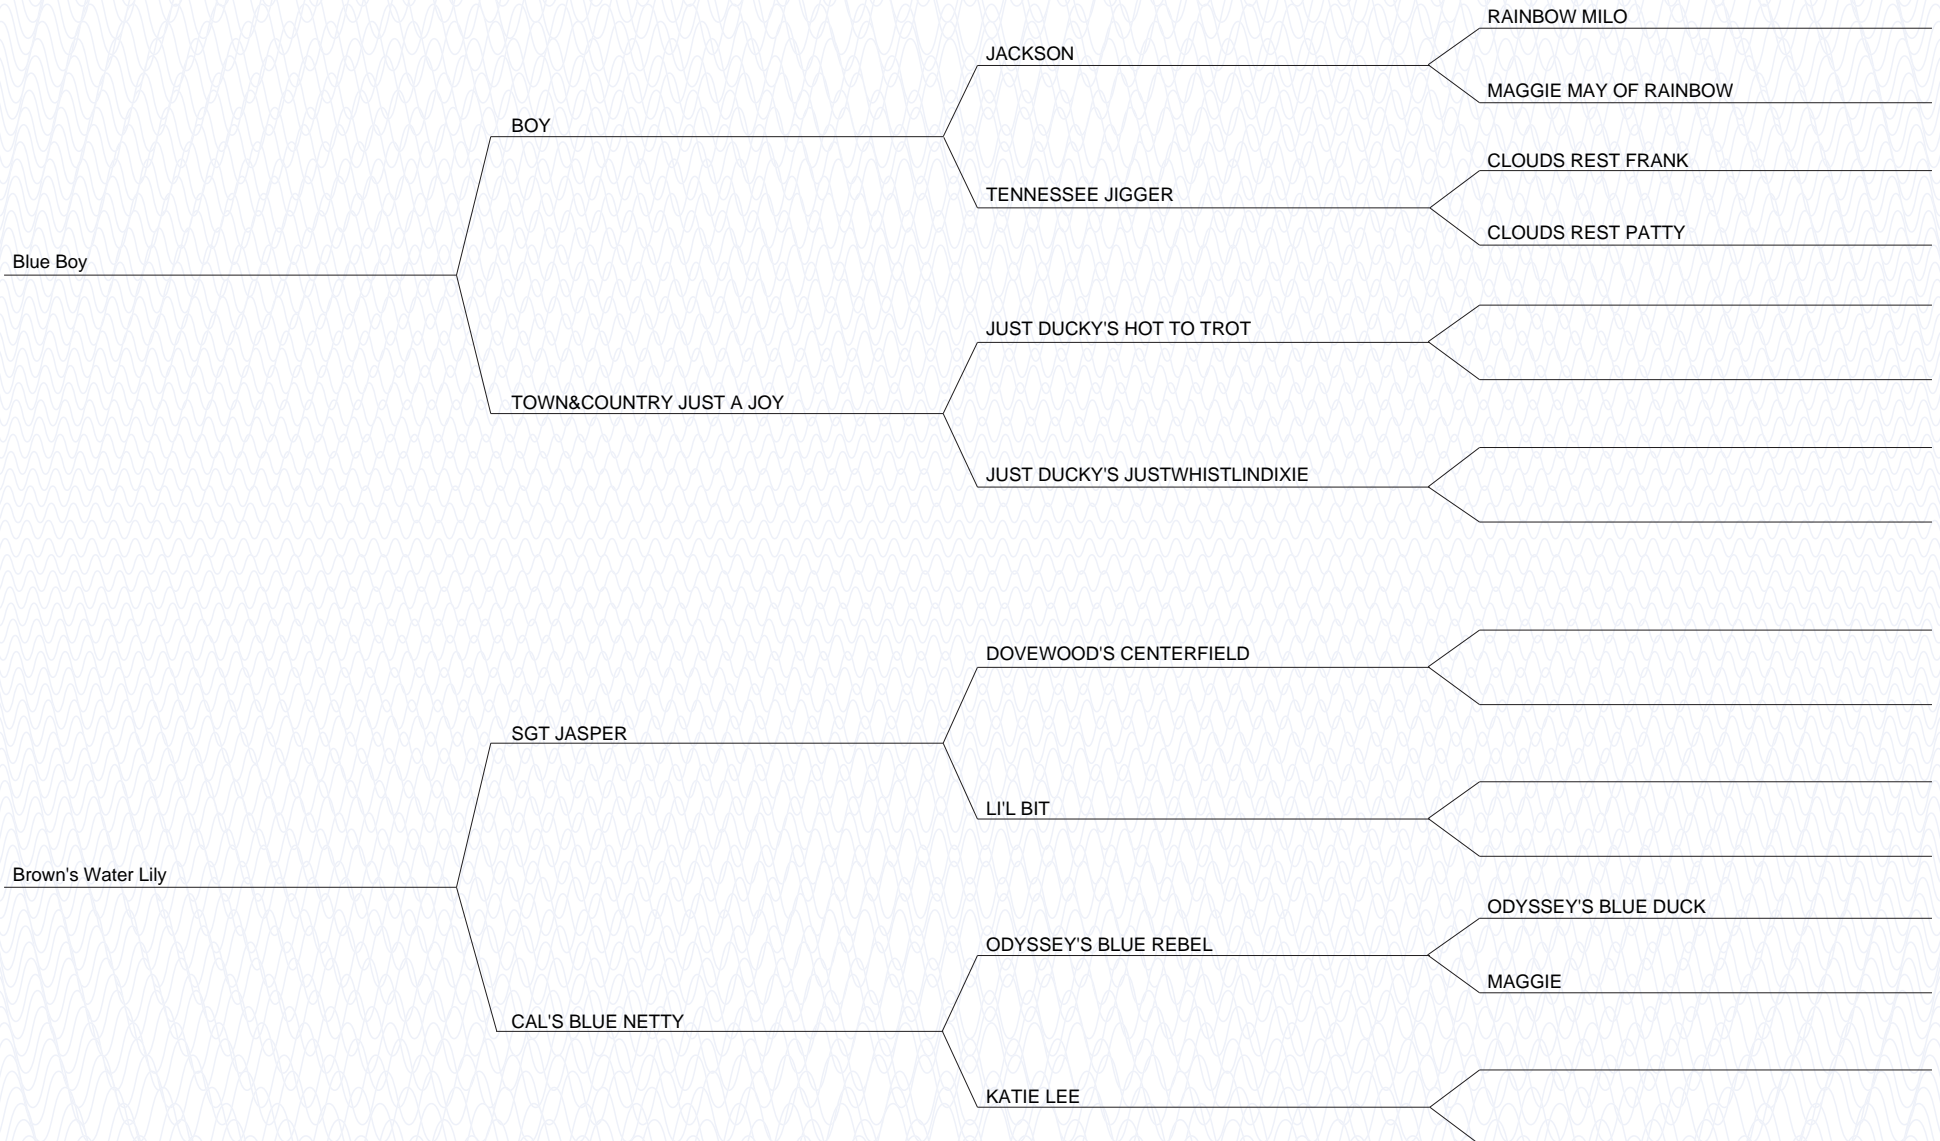 RAINBOW MILO
JACKSON
MAGGIE MAY OF RAINBOW
BOY
CLOUDS REST FRANK
TENNESSEE JIGGER
CLOUDS REST PATTY
Blue Boy
JUST DUCKY'S HOT TO TROT
TOWN&COUNTRY JUST A JOY
JUST DUCKY'S JUSTWHISTLINDIXIE
DOVEWOOD'S CENTERFIELD
SGT JASPER
LI'L BIT
Brown's Water Lily
ODYSSEY'S BLUE DUCK
ODYSSEY'S BLUE REBEL
MAGGIE
CAL'S BLUE NETTY
KATIE LEE